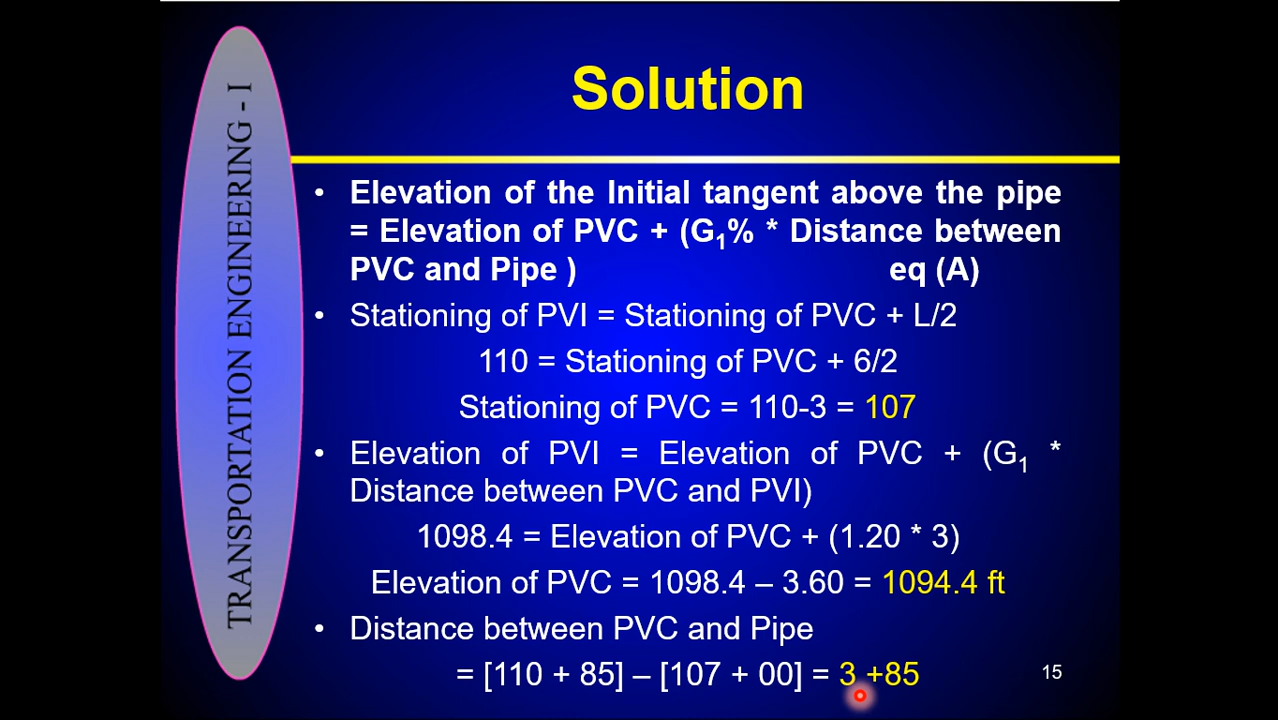 TRANSPORTATION ENGINEERING - I
Solution
• Elevation of the Initial tangent above the pipe
= Elevation of PVC + (G₁% * Distance between
PVC and Pipe ) eq (A)
• Stationing of PVI = Stationing of PVC + L/2
110 = Stationing of PVC + 6/2
Stationing of PVC = 110-3 = 107
• Elevation of PVI = Elevation of PVC + (G₁ *
Distance between PVC and PVI)
1098.4 = Elevation of PVC + (1.20 * 3)
Elevation of PVC = 1098.4 – 3.60 = 1094.4 ft
• Distance between PVC and Pipe
= [110 + 85] – [107 + 00] = 3 +85
15